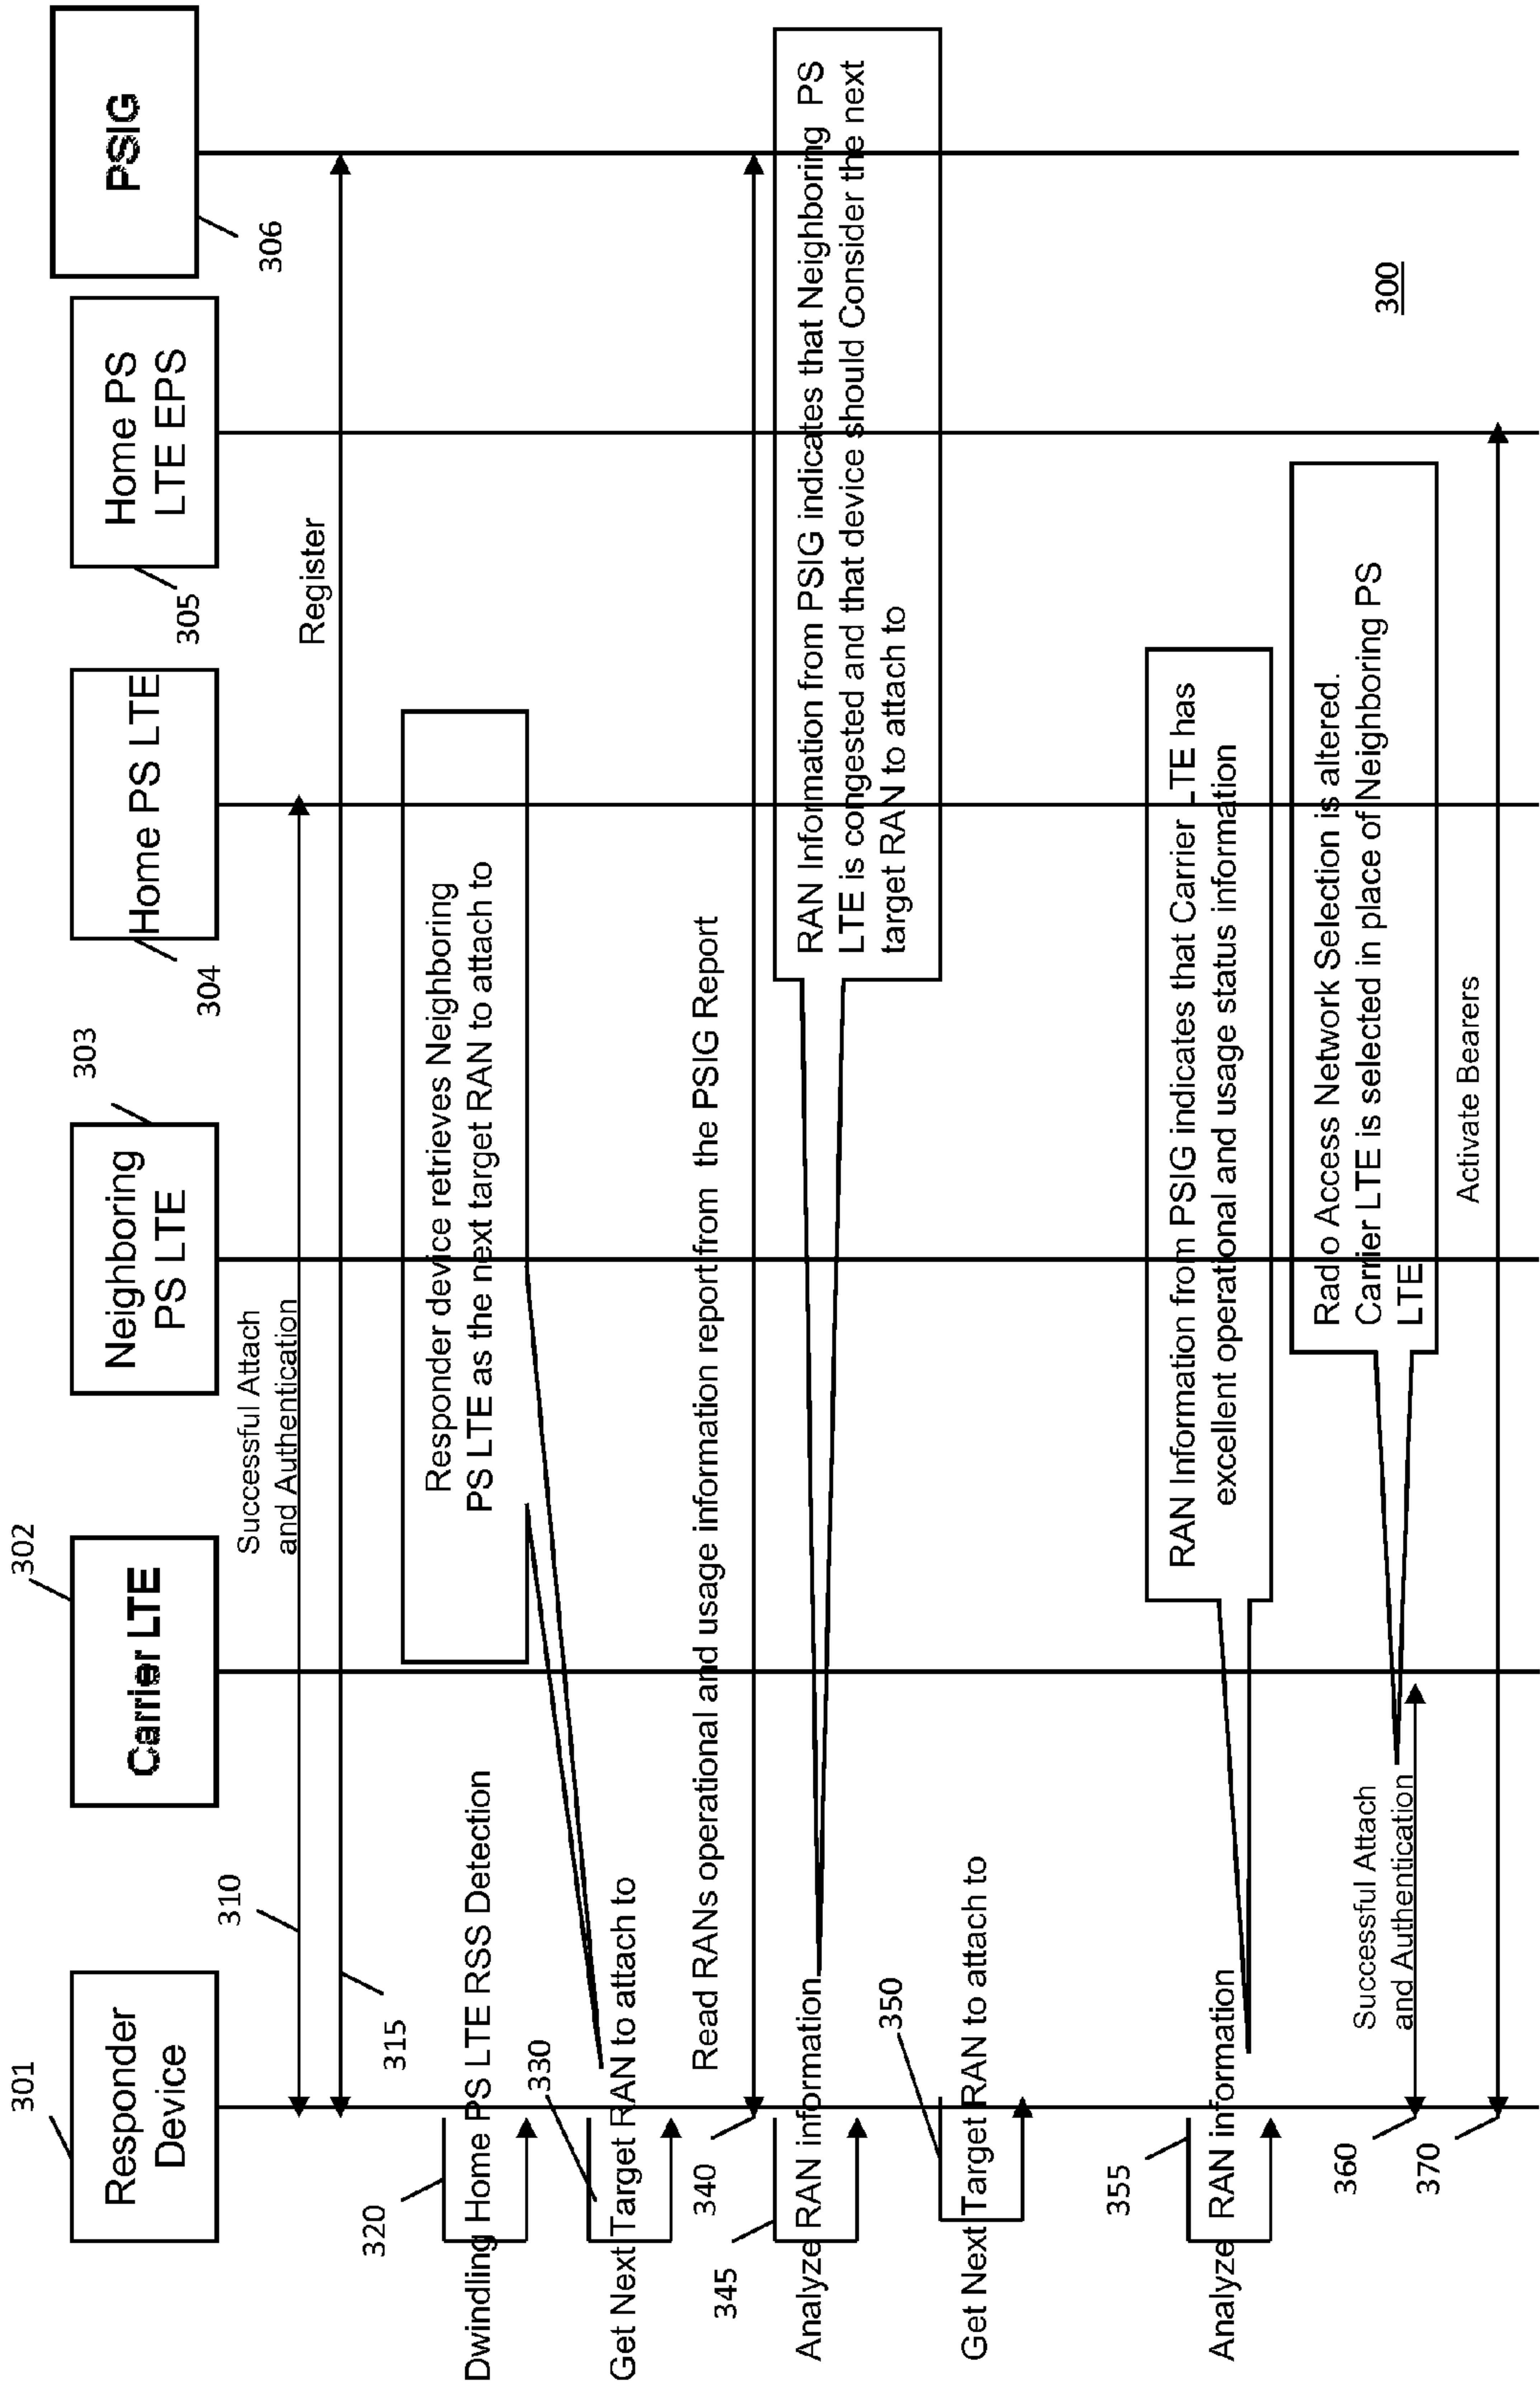 301
Responder
Device
302
Carrier LTE
Neighboring
PS LTE
303
Home PS LTE
304
Home PS
LTE EPS
305
PSIG
306
310
Successful Attach
and Authentication
315
Register
320
Dwindling Home PS LTE RSS Detection
Responder device retrieves Neighboring
PS LTE as the next target RAN to attach to
330
Get Next Target RAN to attach to
340
Read RANs operational and usage information report from the PSIG Report
345
Analyze RAN information
RAN Information from PSIG indicates that Neighboring PS
LTE is congested and that device should Consider the next
target RAN to attach to
350
Get Next Target RAN to attach to
355
Analyze RAN information
RAN Information from PSIG indicates that Carrier LTE has
excellent operational and usage status information
Radio Access Network Selection is altered.
Carrier LTE is selected in place of Neighboring PS
LTE
360
Successful Attach
and Authentication
370
Activate Bearers
300